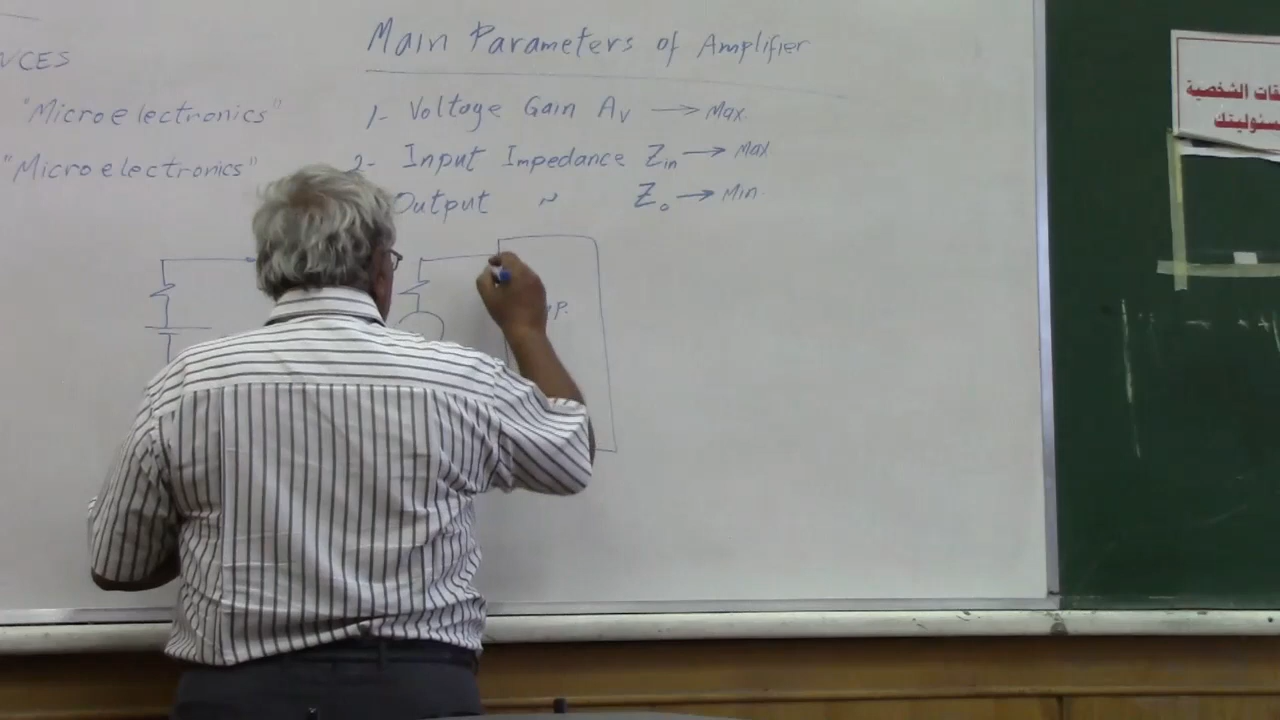 Main Parameters of Amplifier
"Microelectronics"
"Microelectronics"
1- Voltage Gain Av → Max.
2- Input Impedance Zin → Max
Output " Zo → Min.
الشخصية